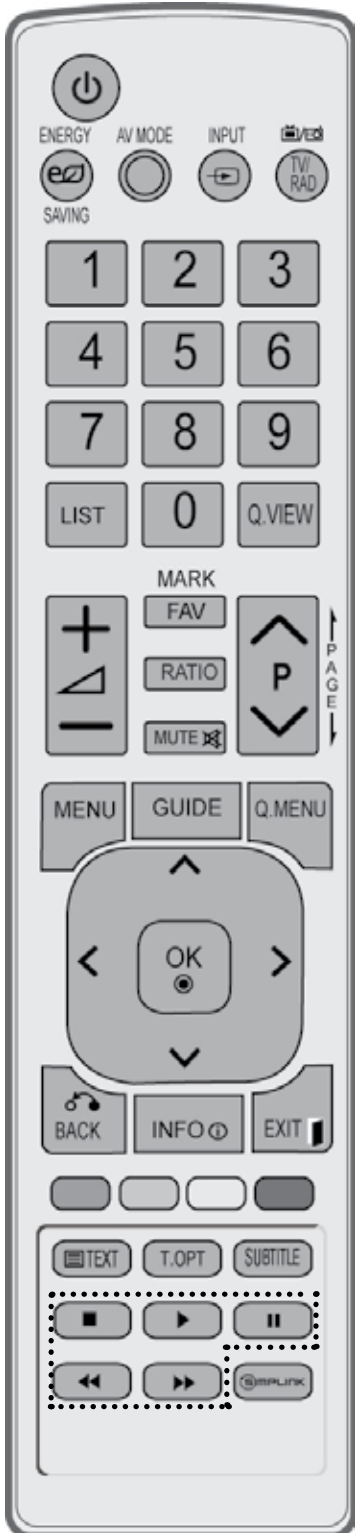 ENERGY AV MODE INPUT
e TV/
RAD
SAVING
1 2 3
4 5 6
7 8 9
LIST 0 Q.VIEW
MARK
FAV
RATIO P
MUTE
PAGE
MENU GUIDE Q.MENU
OK
BACK INFO EXIT
TEXT T.OPT SUBTITLE
SIMPLINK